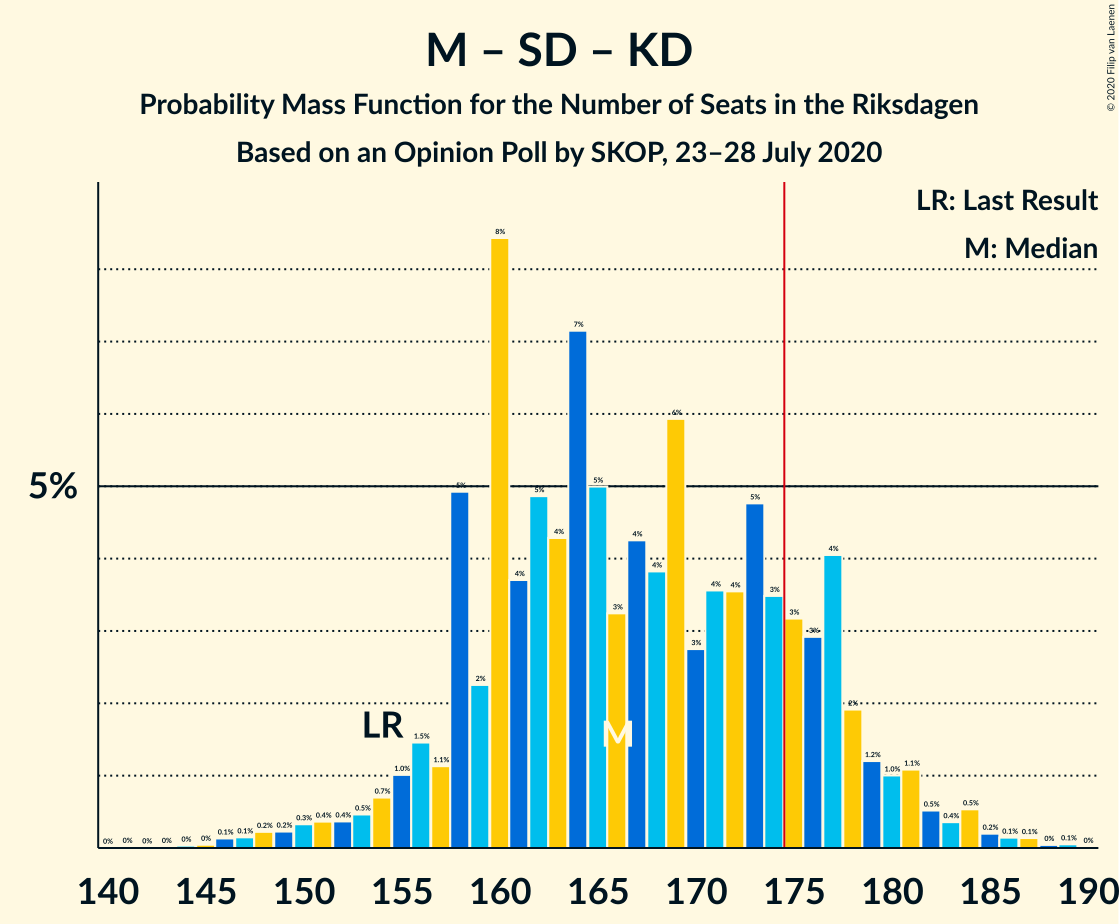 M – SD – KD
Probability Mass Function for the Number of Seats in the Riksdagen
Based on an Opinion Poll by SKOP, 23–28 July 2020
© 2020 Filip van Laenen
LR: Last Result
M: Median
5%
LR
M
0% 0% 0% 0% 0% 0% 0.1% 0.1% 0.2% 0.2% 0.3% 0.4% 0.4% 0.5% 0.7% 1.0% 1.5% 1.1% 5% 2% 8% 4% 5% 4% 7% 5% 3% 4% 4% 6% 3% 4% 4% 5% 3% 3% 3% 4% 2% 1.2% 1.0% 1.1% 0.5% 0.4% 0.5% 0.2% 0.1% 0.1% 0% 0.1% 0%
140 145 150 155 160 165 170 175 180 185 190